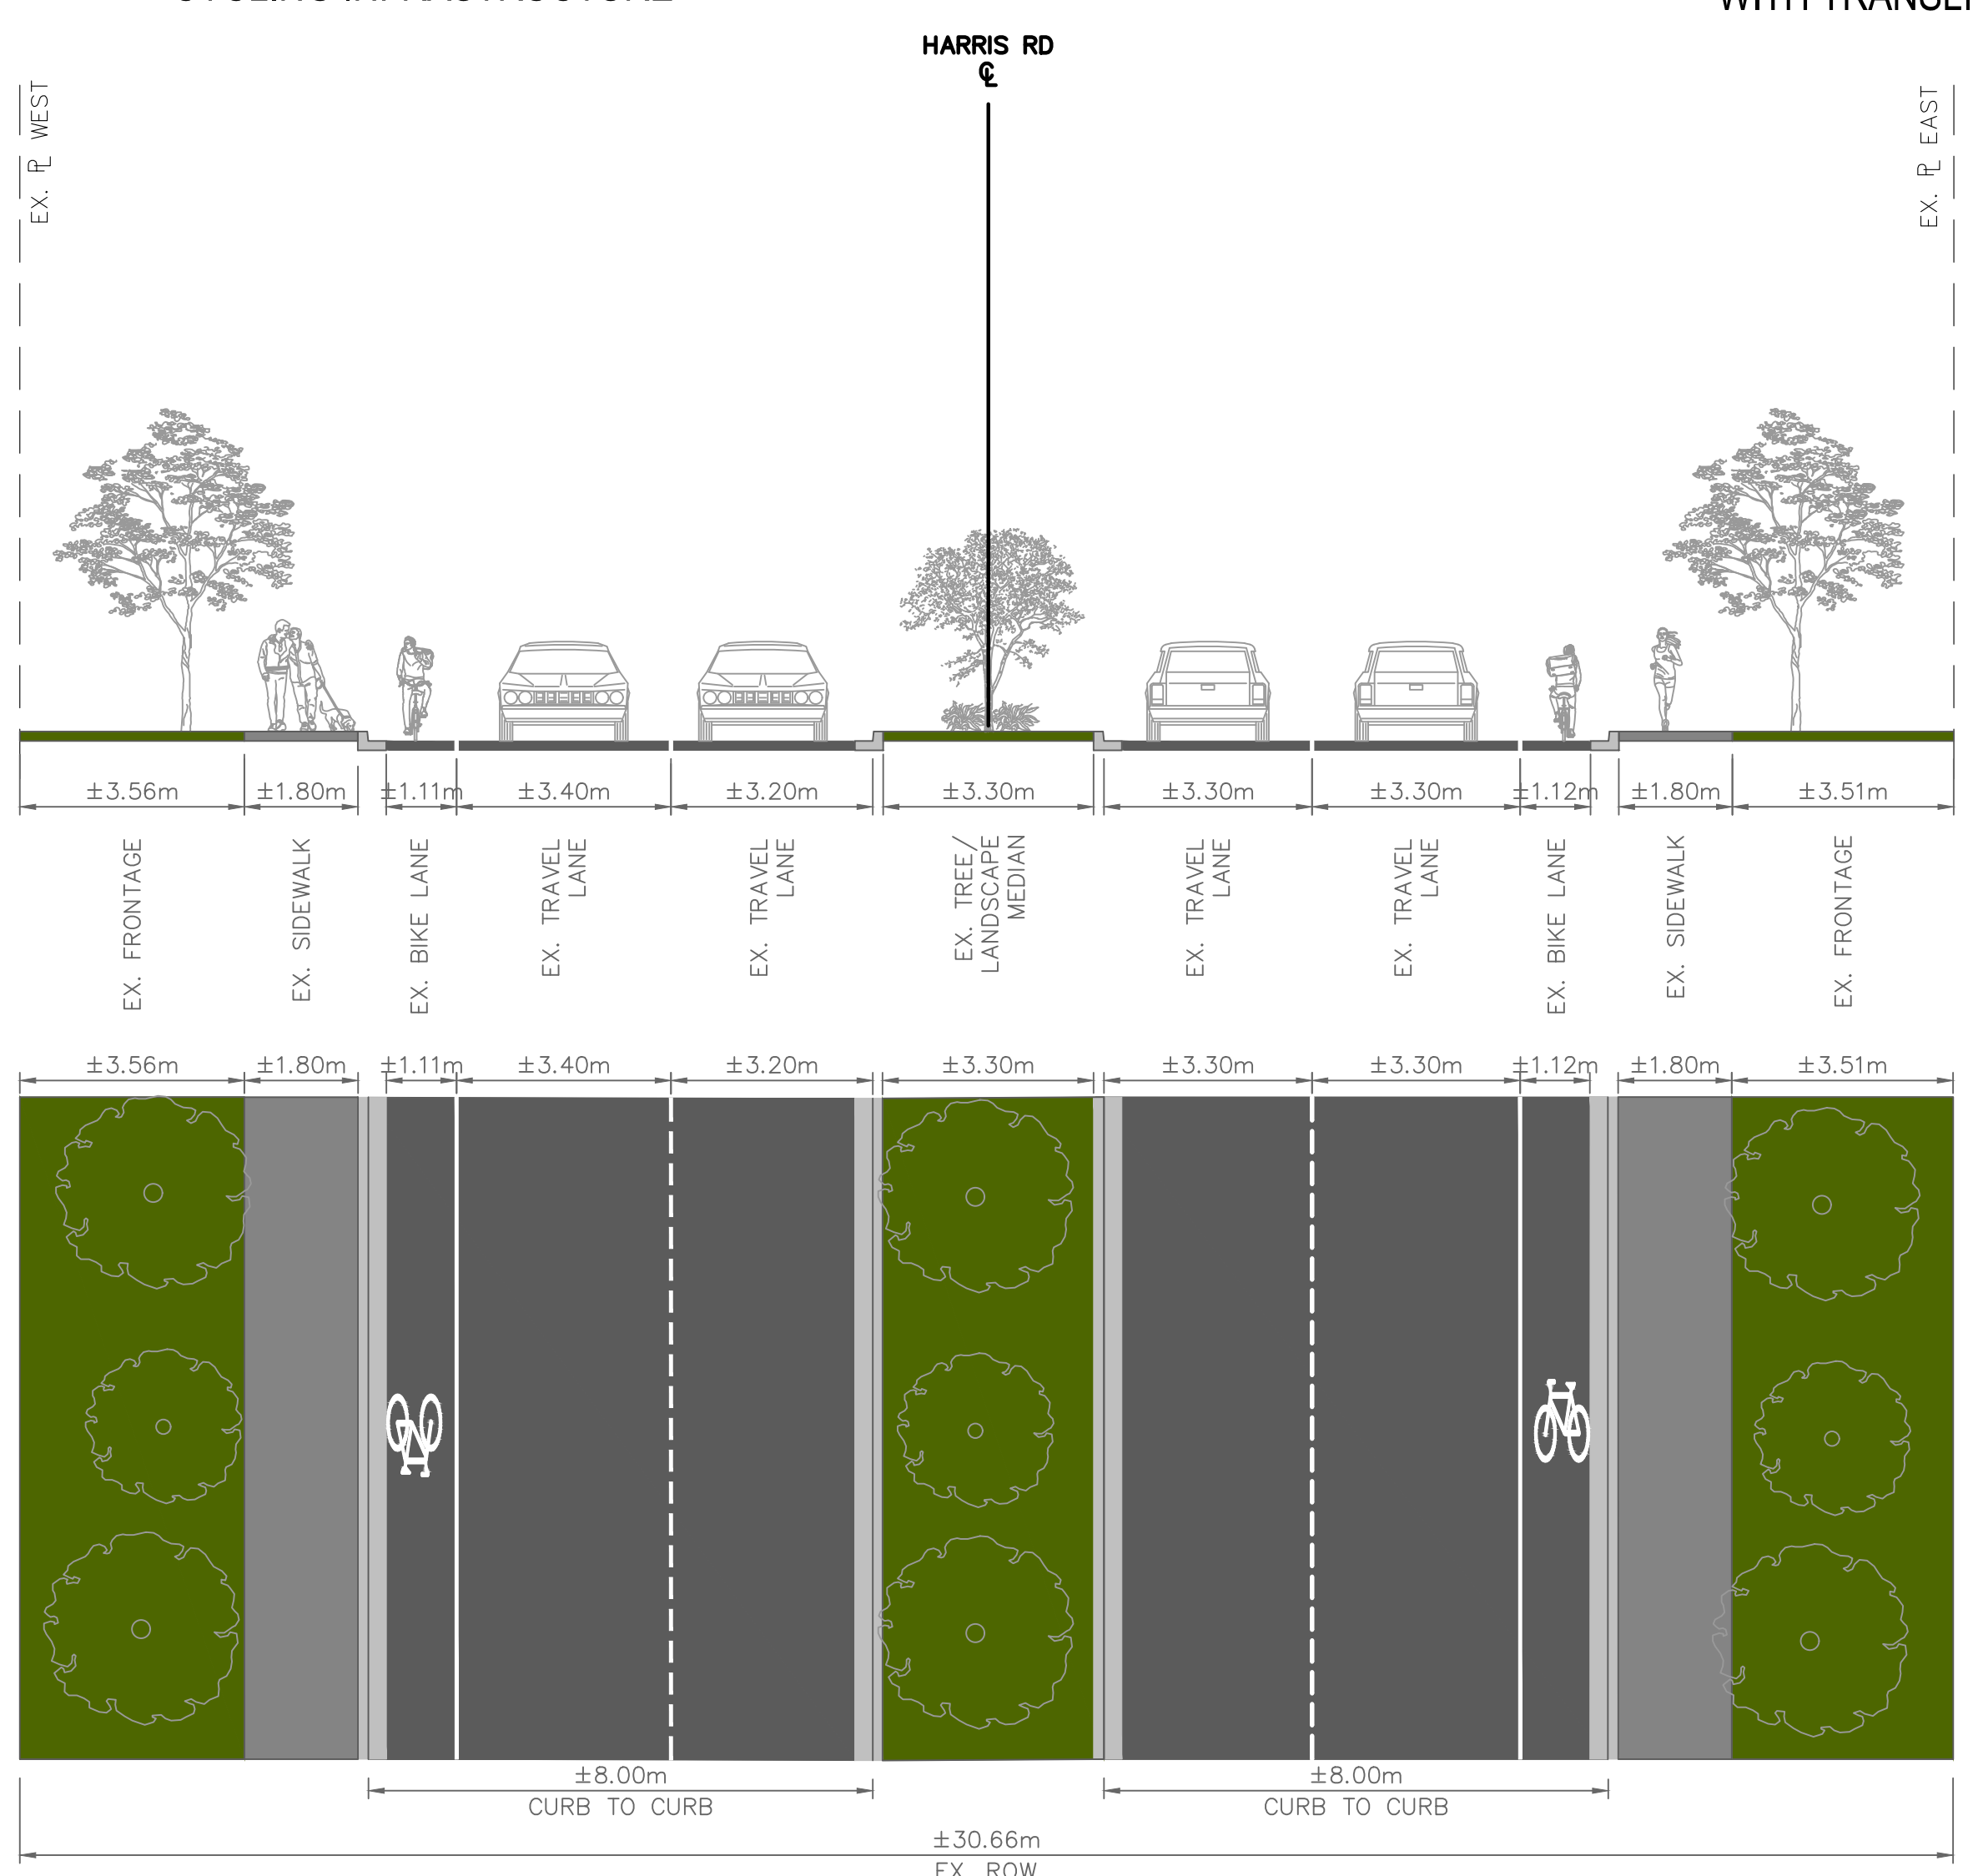 HARRIS RD
℄
EX. ⅊ WEST
EX. ⅊ EAST
±3.56m
±1.80m
±1.11m
±3.40m
±3.20m
±3.30m
±3.30m
±3.30m
±1.12m
±1.80m
±3.51m
EX. FRONTAGE
EX. SIDEWALK
EX. BIKE LANE
EX. TRAVEL
LANE
EX. TRAVEL
LANE
EX. TREE/
LANDSCAPE
MEDIAN
EX. TRAVEL
LANE
EX. TRAVEL
LANE
EX. BIKE LANE
EX. SIDEWALK
EX. FRONTAGE
±3.56m
±1.80m
±1.11m
±3.40m
±3.20m
±3.30m
±3.30m
±3.30m
±1.12m
±1.80m
±3.51m
±8.00m
CURB TO CURB
±8.00m
CURB TO CURB
±30.66m
EX. ROW